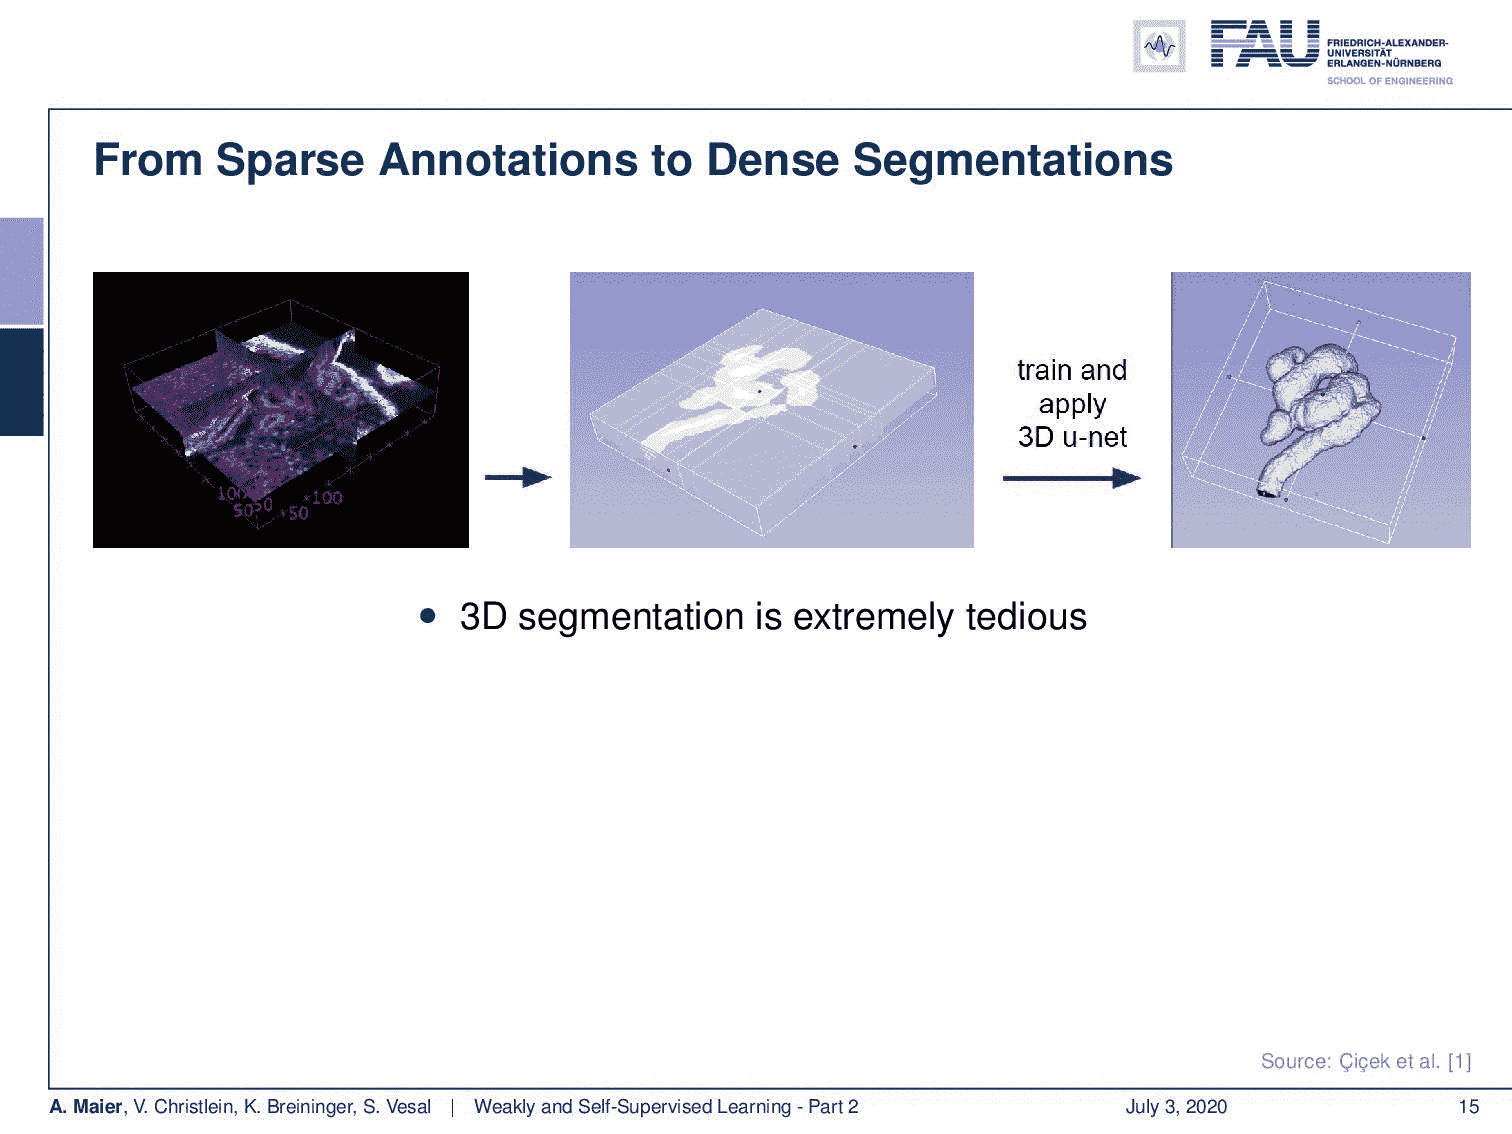 FAU
FRIEDRICH-ALEXANDER-
UNIVERSITÄT
ERLANGEN-NÜRNBERG
SCHOOL OF ENGINEERING
From Sparse Annotations to Dense Segmentations
train and
apply
3D u-net
100
50
50
100
50
• 3D segmentation is extremely tedious
Source: Çiçek et al. [1]
A. Maier, V. Christlein, K. Breininger, S. Vesal | Weakly and Self-Supervised Learning - Part 2 July 3, 2020 15